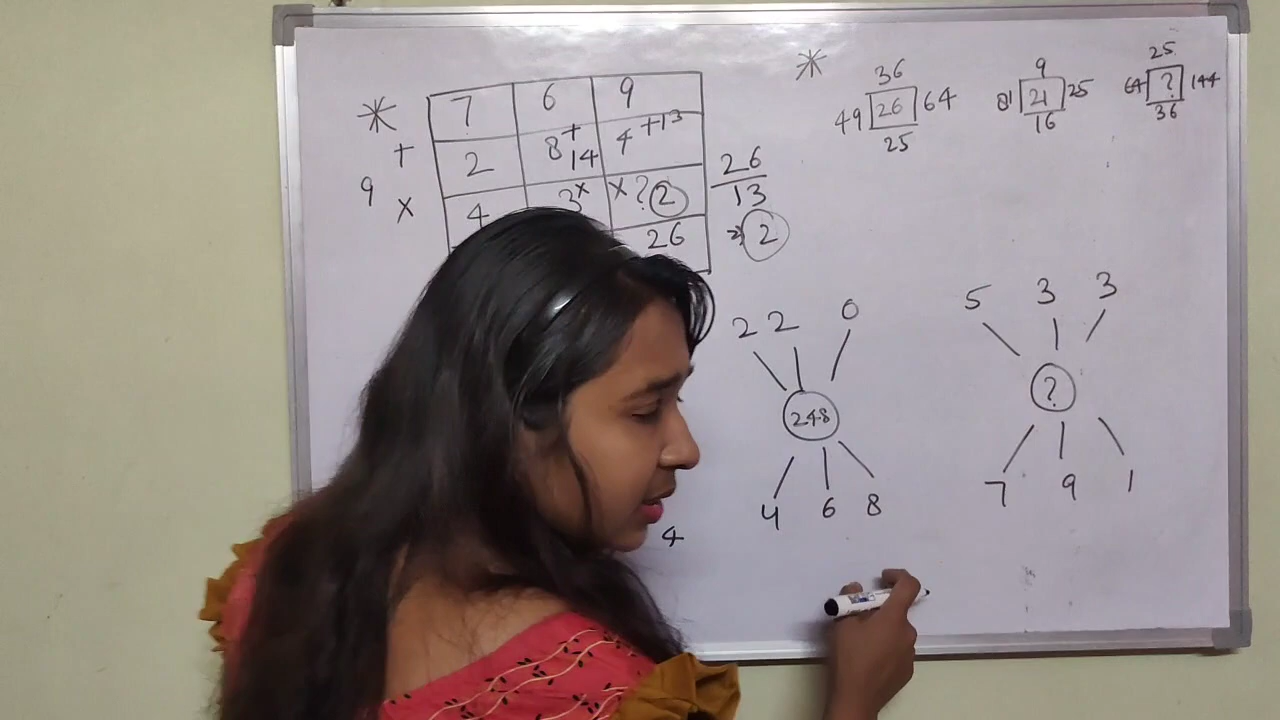 * 7 6 9
+ 2 8+14 4+13
9 x 4 3x x?2
26
26
13
2
* 36
49 26 64
25
9
81 21 25
16
25
64 ? 144
36
2 2 0
248
4 6 8
5 3 3
?
7 9 1
4